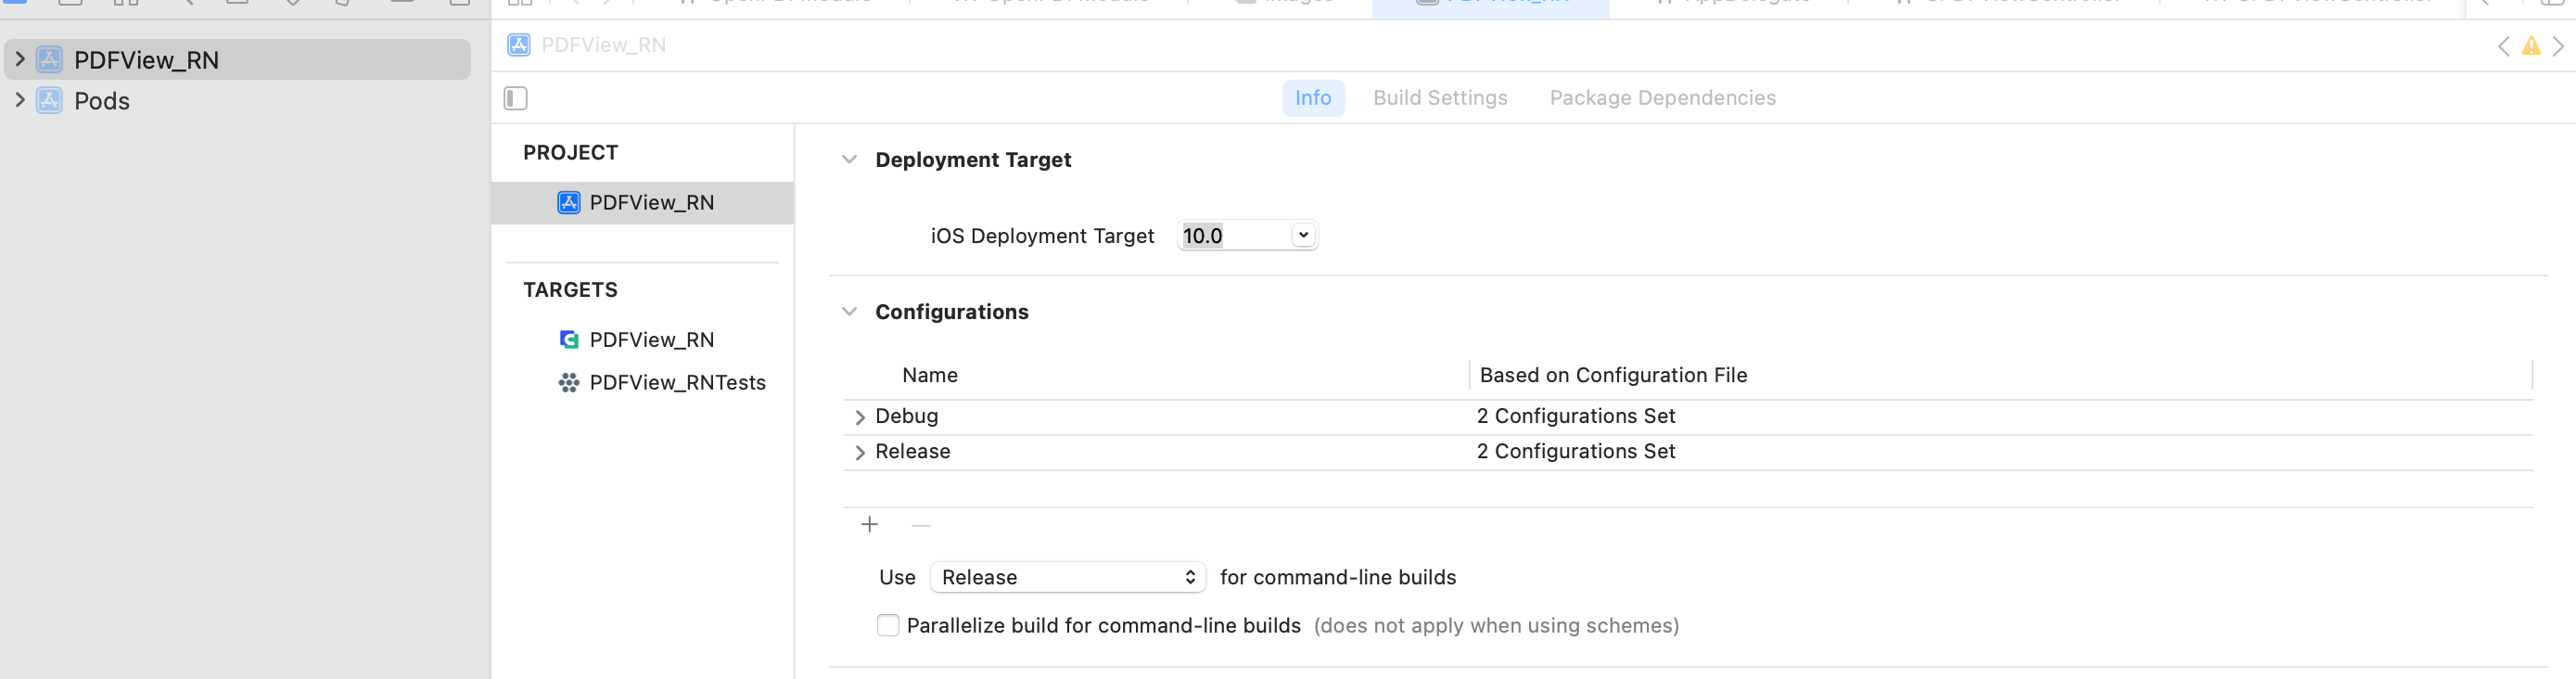 PDFView_RN
Pods
PDFView_RN
Info Build Settings Package Dependencies
PROJECT
PDFView_RN
TARGETS
PDFView_RN
PDFView_RNTests
Deployment Target
iOS Deployment Target 10.0
Configurations
Name Based on Configuration File
Debug 2 Configurations Set
Release 2 Configurations Set
Use Release for command-line builds
Parallelize build for command-line builds (does not apply when using schemes)